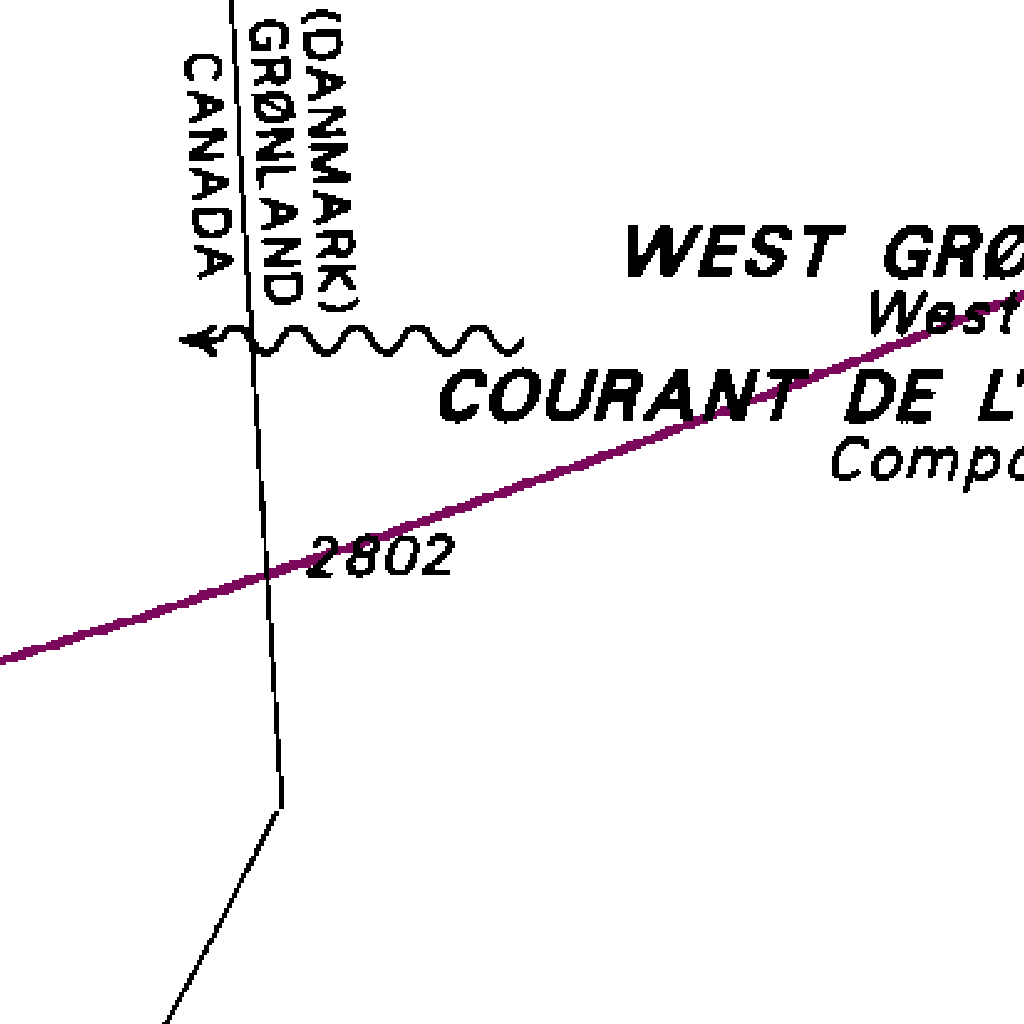 (DANMARK)
GRØNLAND
CANADA
WEST GRØ
West
COURANT DE L'
Compo
2802